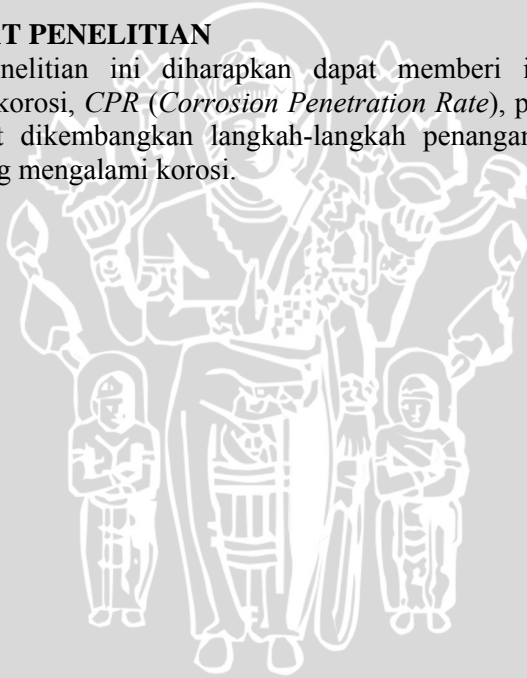 T PENELITIAN
nelitian ini diharapkan dapat memberi i
korosi, CPR (Corrosion Penetration Rate), p
t dikembangkan langkah-langkah penangan
g mengalami korosi.